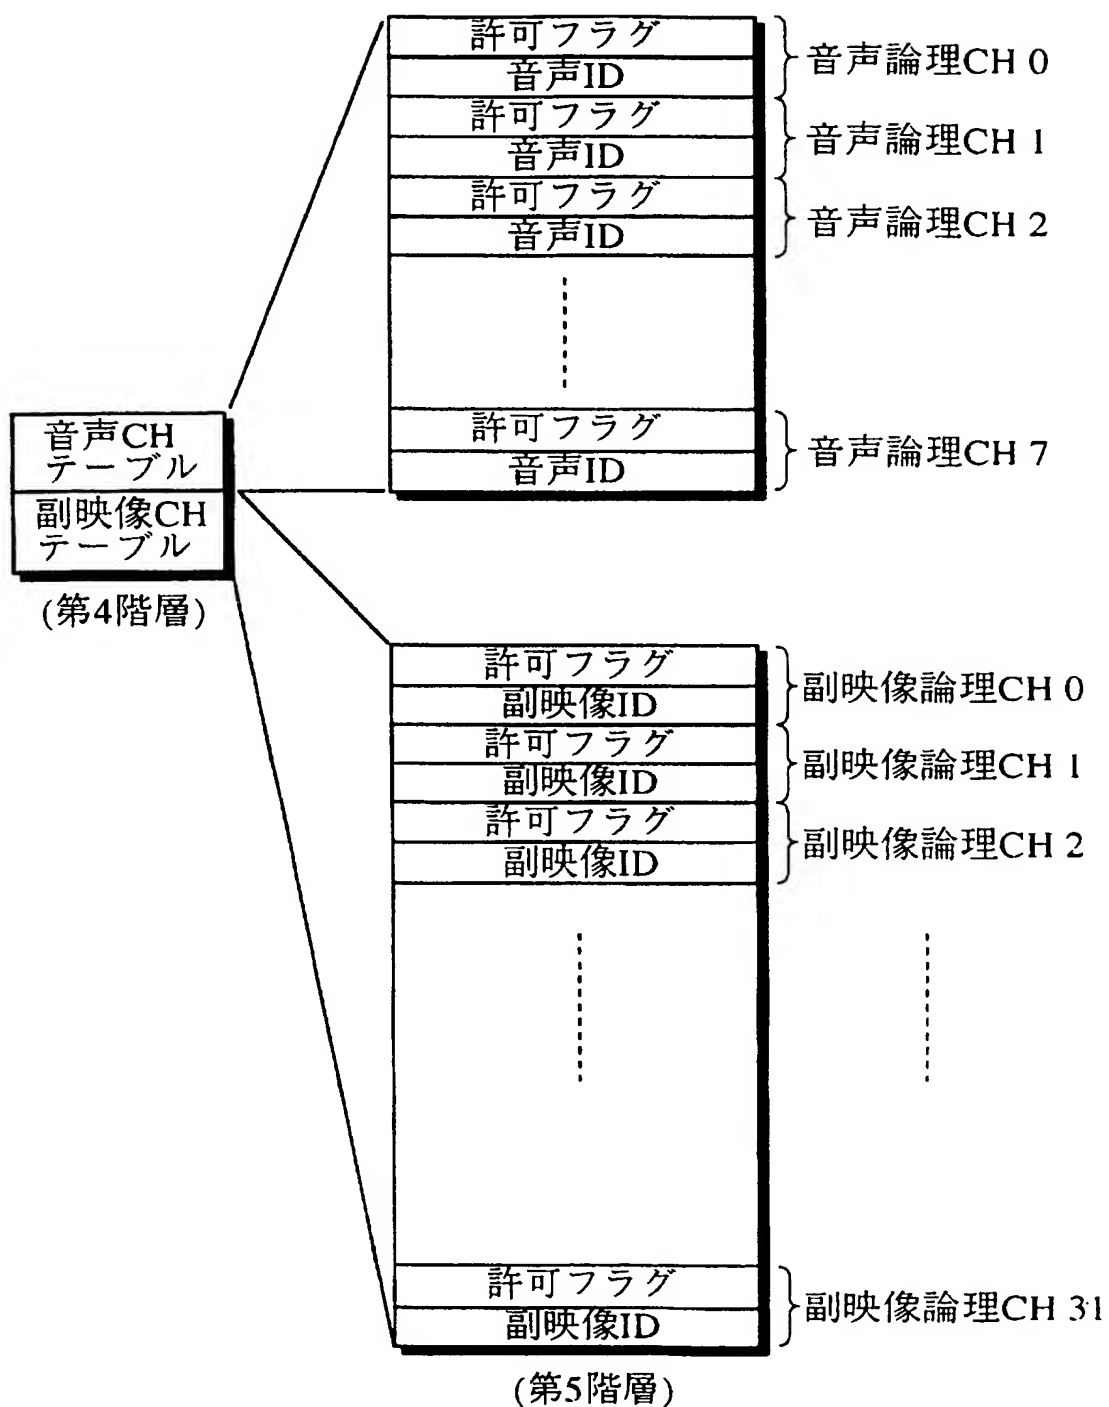 許可フラグ
音声ID
音声論理CH 0
許可フラグ
音声ID
音声論理CH 1
許可フラグ
音声ID
音声論理CH 2
許可フラグ
音声ID
音声論理CH 7
音声CH
テーブル
副映像CH
テーブル
(第4階層)
許可フラグ
副映像ID
副映像論理CH 0
許可フラグ
副映像ID
副映像論理CH 1
許可フラグ
副映像ID
副映像論理CH 2
許可フラグ
副映像ID
副映像論理CH 31
(第5階層)